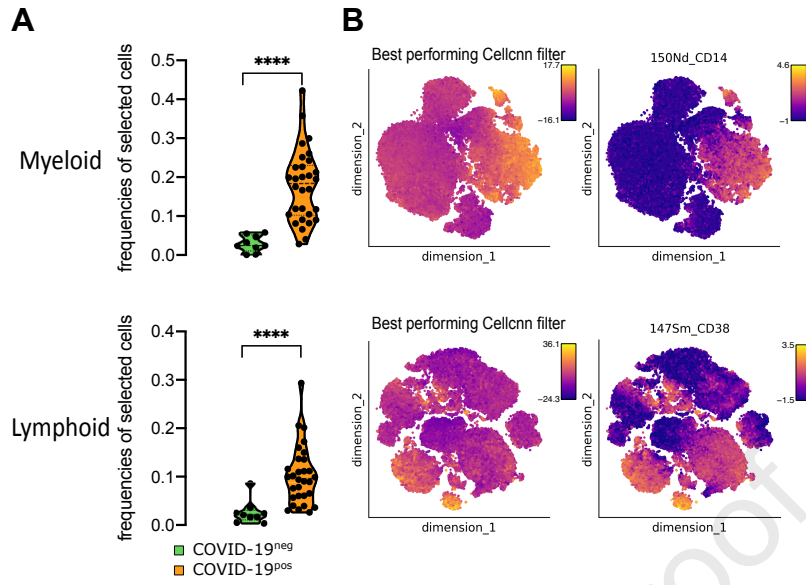 A
B
Myeloid
frequencies of selected cells
0.5
0.4
0.3
0.2
0.1
0.0
****
Best performing Cellcnn filter
17.7
-16.1
dimension_2
dimension_1
150Nd_CD14
4.6
-1
dimension_2
dimension_1
Lymphoid
frequencies of selected cells
0.4
0.3
0.2
0.1
0.0
****
COVID-19neg
COVID-19pos
Best performing Cellcnn filter
36.1
-24.3
dimension_2
dimension_1
147Sm_CD38
3.5
-1.5
dimension_2
dimension_1
oof